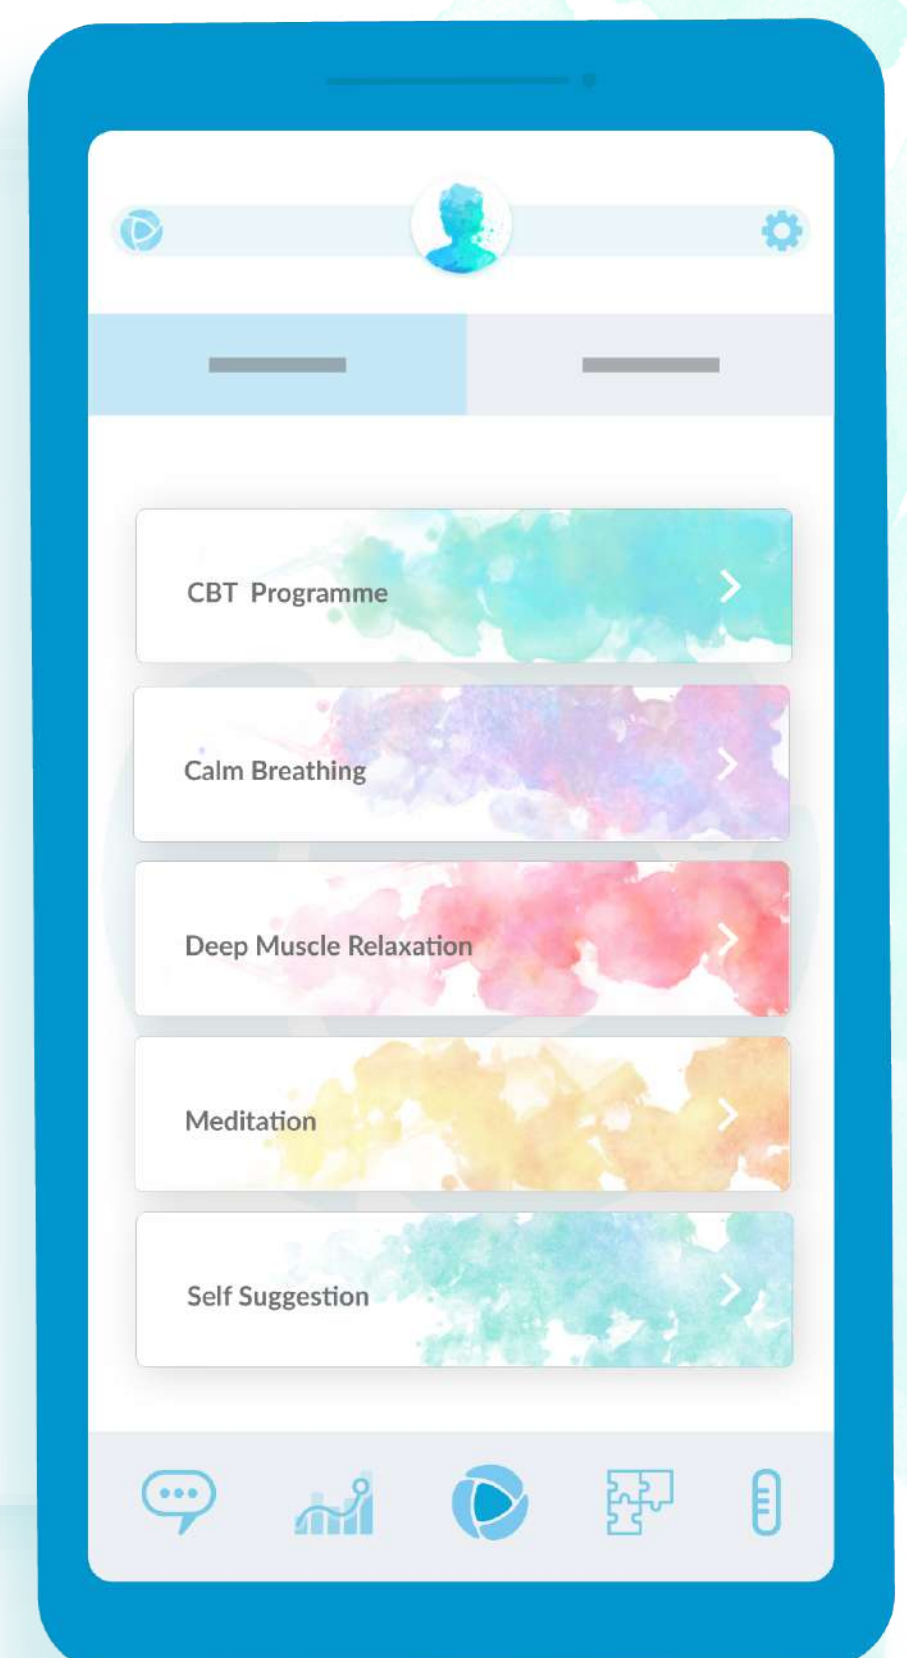 CBT Programme
Calm Breathing
Deep Muscle Relaxation
Meditation
Self Suggestion